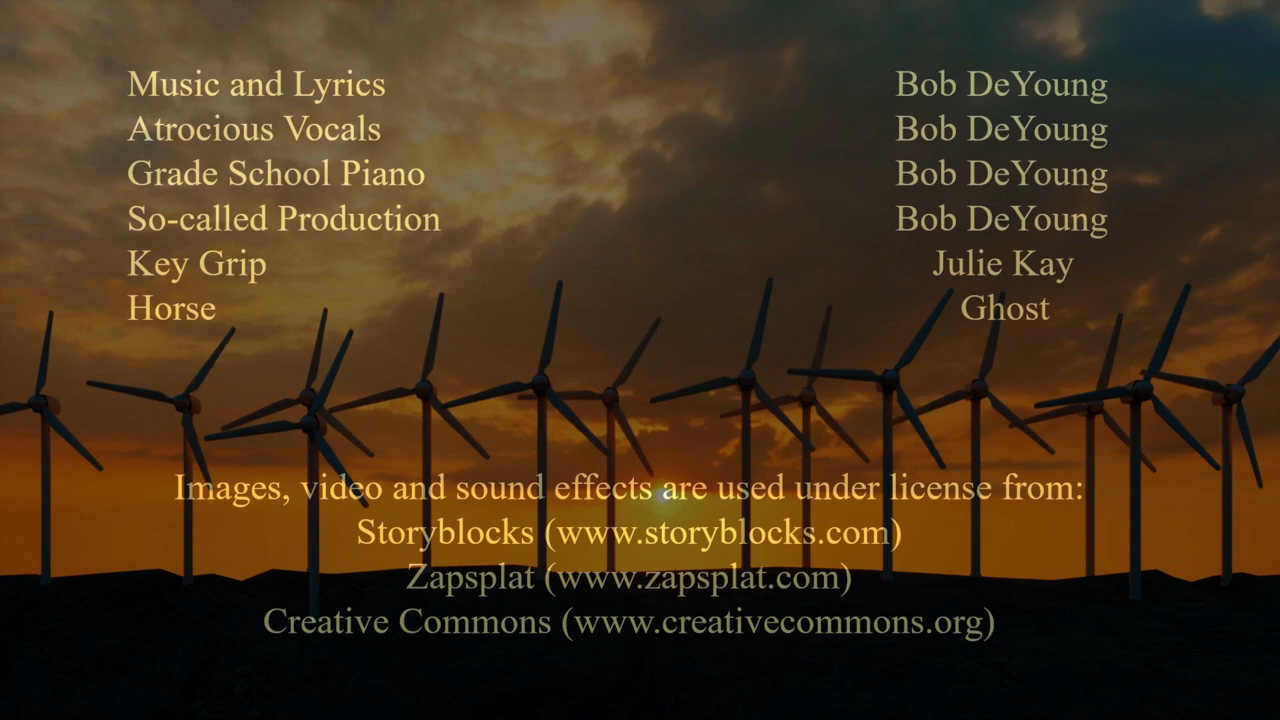 Music and Lyrics Bob DeYoung
Atrocious Vocals Bob DeYoung
Grade School Piano Bob DeYoung
So-called Production Bob DeYoung
Key Grip Julie Kay
Horse Ghost
Images, video and sound effects are used under license from:
Storyblocks (www.storyblocks.com)
Zapsplat (www.zapsplat.com)
Creative Commons (www.creativecommons.org)